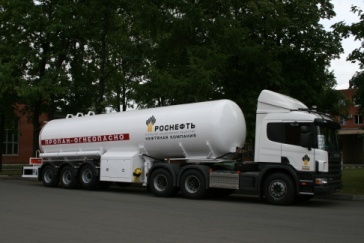 РОСНЕФТЬ
НЕФТЯНАЯ КОМПАНИЯ
ПРОПАН-ОГНЕОПАСНО